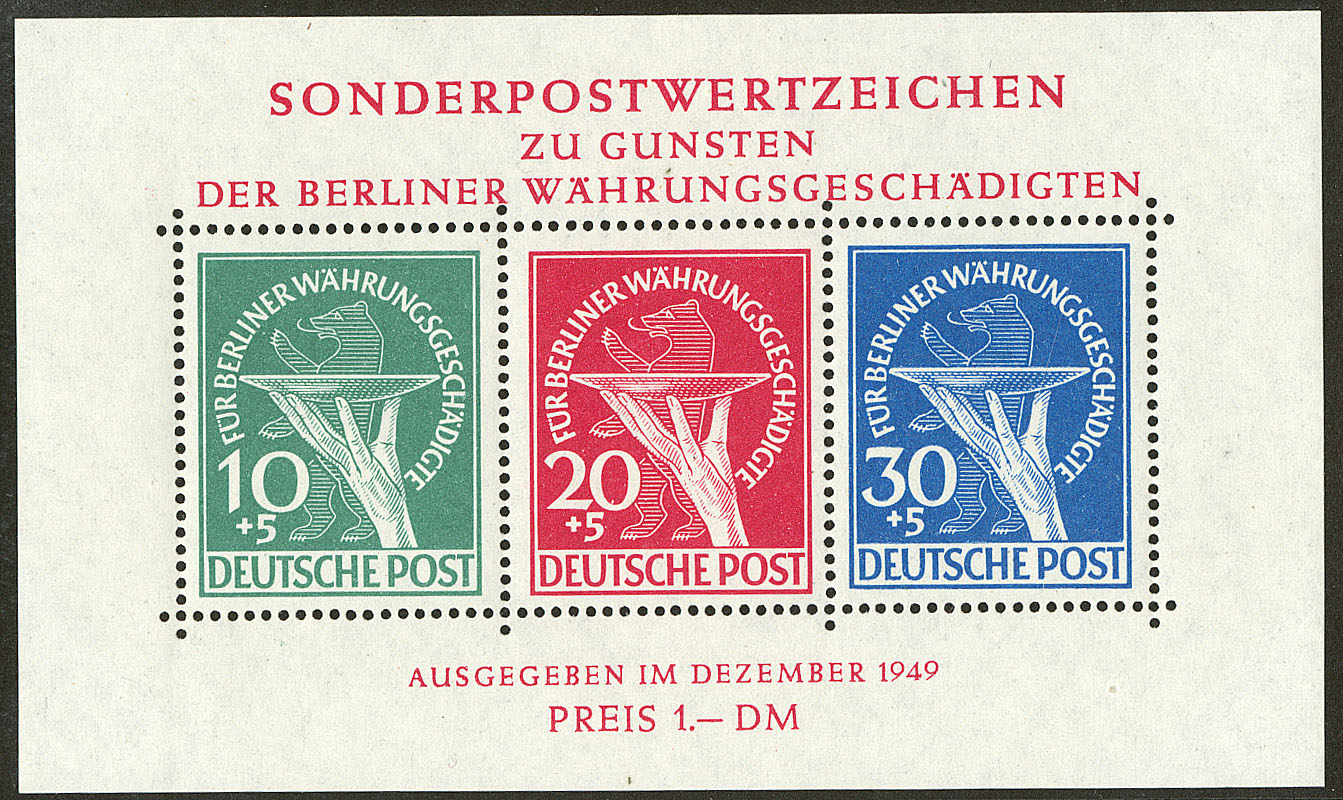 SONDERPOSTWERTZEICHEN
ZU GUNSTEN
DER BERLINER WÄHRUNGSGESCHÄDIGTEN
FÜR BERLINER WÄHRUNGSGESCHÄDIGTE
10
+5
DEUTSCHE POST
FÜR BERLINER WÄHRUNGSGESCHÄDIGTE
20
+5
DEUTSCHE POST
FÜR BERLINER WÄHRUNGSGESCHÄDIGTE
30
+5
DEUTSCHE POST
AUSGEGEBEN IM DEZEMBER 1949
PREIS 1.— DM